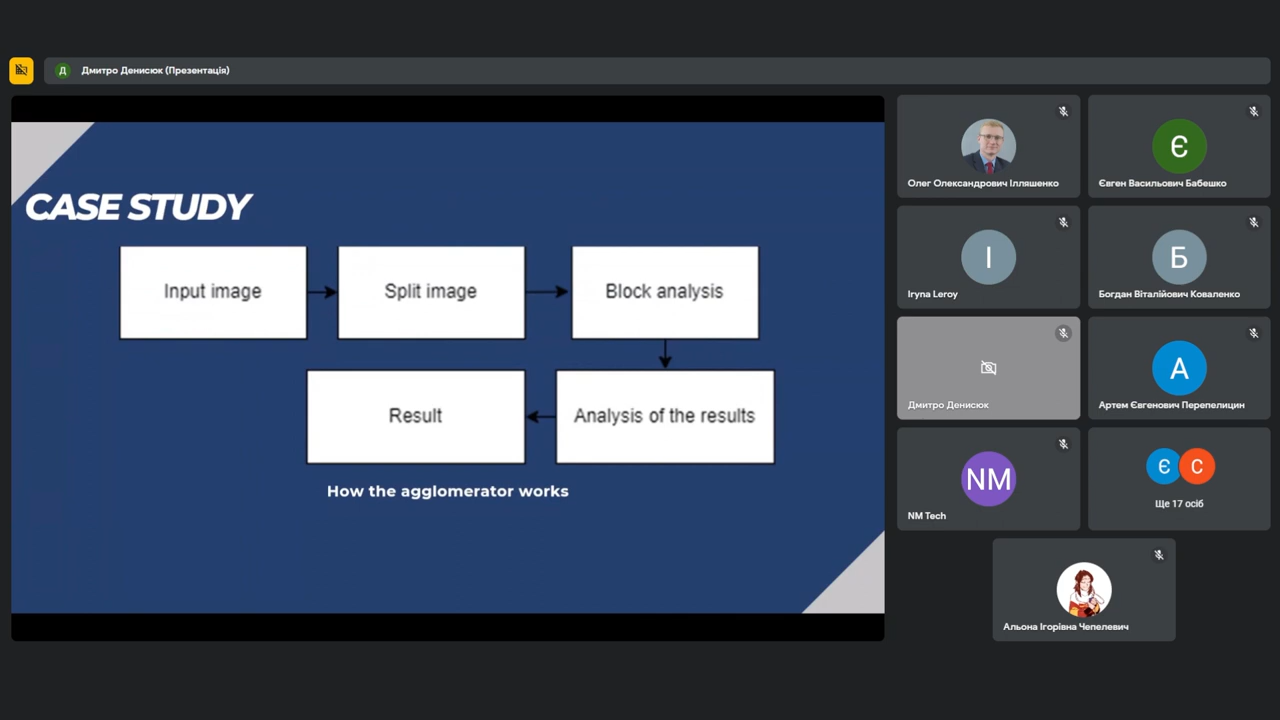 Д
Дмитро Денисюк (Презентація)
CASE STUDY
Input image
Split image
Block analysis
Result
Analysis of the results
How the agglomerator works
Олег Олександрович Ілляшенко
Є
Євген Васильович Бабешко
I
Iryna Leroy
Б
Богдан Віталійович Коваленко
Дмитро Денисюк
А
Артем Євгенович Перепелицин
NM
NM Tech
Є С
Ще 17 осіб
Альона Ігорівна Чепелевич